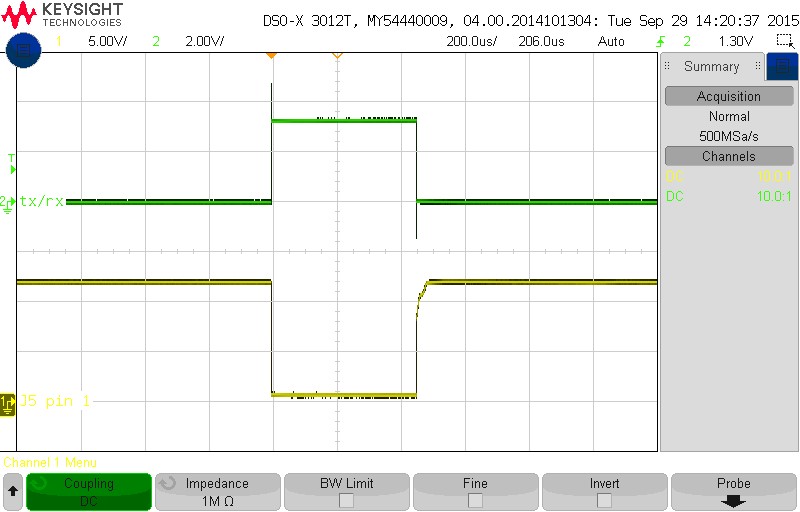 KEYSIGHT
TECHNOLOGIES
DSO-X 3012T, MY54440009, 04.00.2014101304: Tue Sep 29 14:20:37 2015
1 5.00V/ 2 2.00V/ 200.0us/ 206.0us Auto 2 1.30V
Summary
Acquisition
Normal
500MSa/s
Channels
DC 10.0:1
DC 10.0:1
T
2 tx/rx
1 J5 pin 1
Channel 1 Menu
Coupling
DC
Impedance
1M Ω
BW Limit
Fine
Invert
Probe